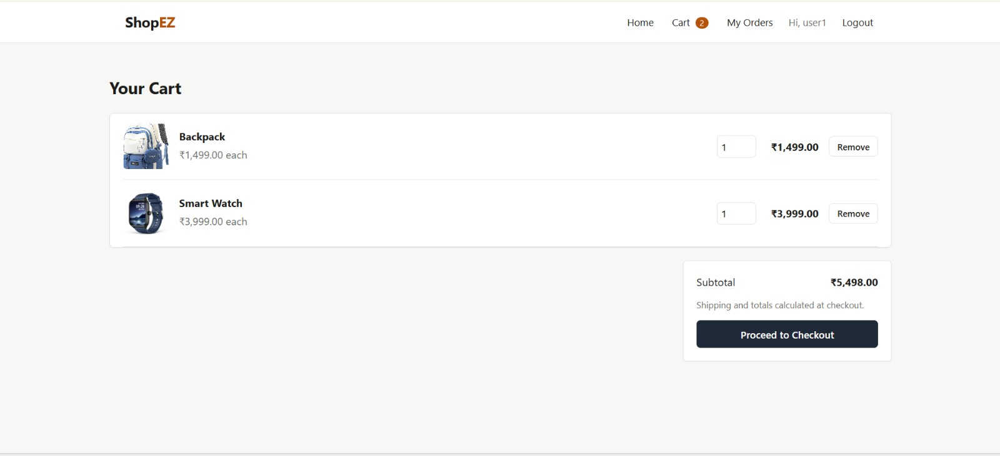 ShopEZ
Home Cart 2 My Orders Hi, user1 Logout
Your Cart
Backpack
₹1,499.00 each
1 ₹1,499.00 Remove
Smart Watch
₹3,999.00 each
1 ₹3,999.00 Remove
Subtotal ₹5,498.00
Shipping and totals calculated at checkout.
Proceed to Checkout